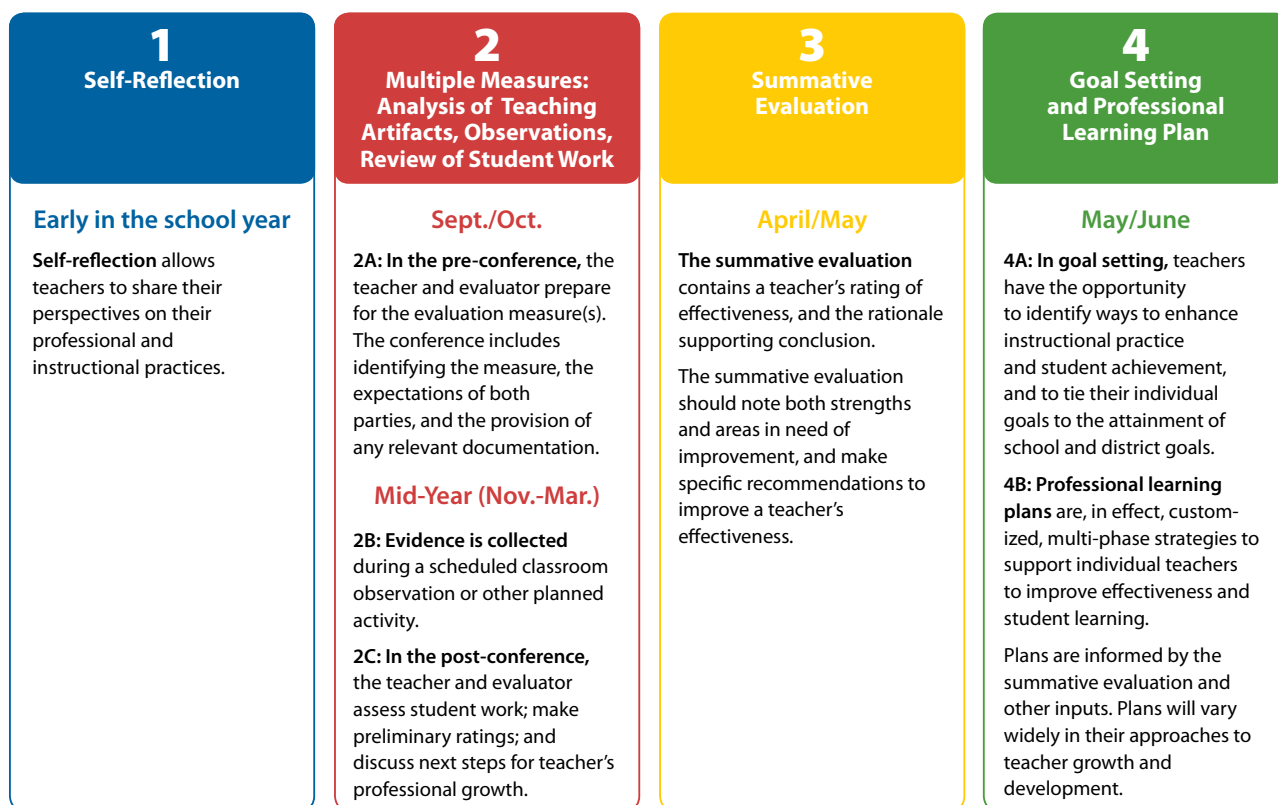 1
Self-Reflection
Early in the school year
Self-reflection allows
teachers to share their
perspectives on their
professional and
instructional practices.
2
Multiple Measures:
Analysis of Teaching
Artifacts, Observations,
Review of Student Work
Sept./Oct.
2A: In the pre-conference, the
teacher and evaluator prepare
for the evaluation measure(s).
The conference includes
identifying the measure, the
expectations of both
parties, and the provision of
any relevant documentation.
Mid-Year (Nov.-Mar.)
2B: Evidence is collected
during a scheduled classroom
observation or other planned
activity.
2C: In the post-conference,
the teacher and evaluator
assess student work; make
preliminary ratings; and
discuss next steps for teacher’s
professional growth.
3
Summative
Evaluation
April/May
The summative evaluation
contains a teacher’s rating of
effectiveness, and the rationale
supporting conclusion.
The summative evaluation
should note both strengths
and areas in need of
improvement, and make
specific recommendations to
improve a teacher’s
effectiveness.
4
Goal Setting
and Professional
Learning Plan
May/June
4A: In goal setting, teachers
have the opportunity
to identify ways to enhance
instructional practice
and student achievement,
and to tie their individual
goals to the attainment of
school and district goals.
4B: Professional learning
plans are, in effect, custom-
ized, multi-phase strategies to
support individual teachers
to improve effectiveness and
student learning.
Plans are informed by the
summative evaluation and
other inputs. Plans will vary
widely in their approaches to
teacher growth and
development.